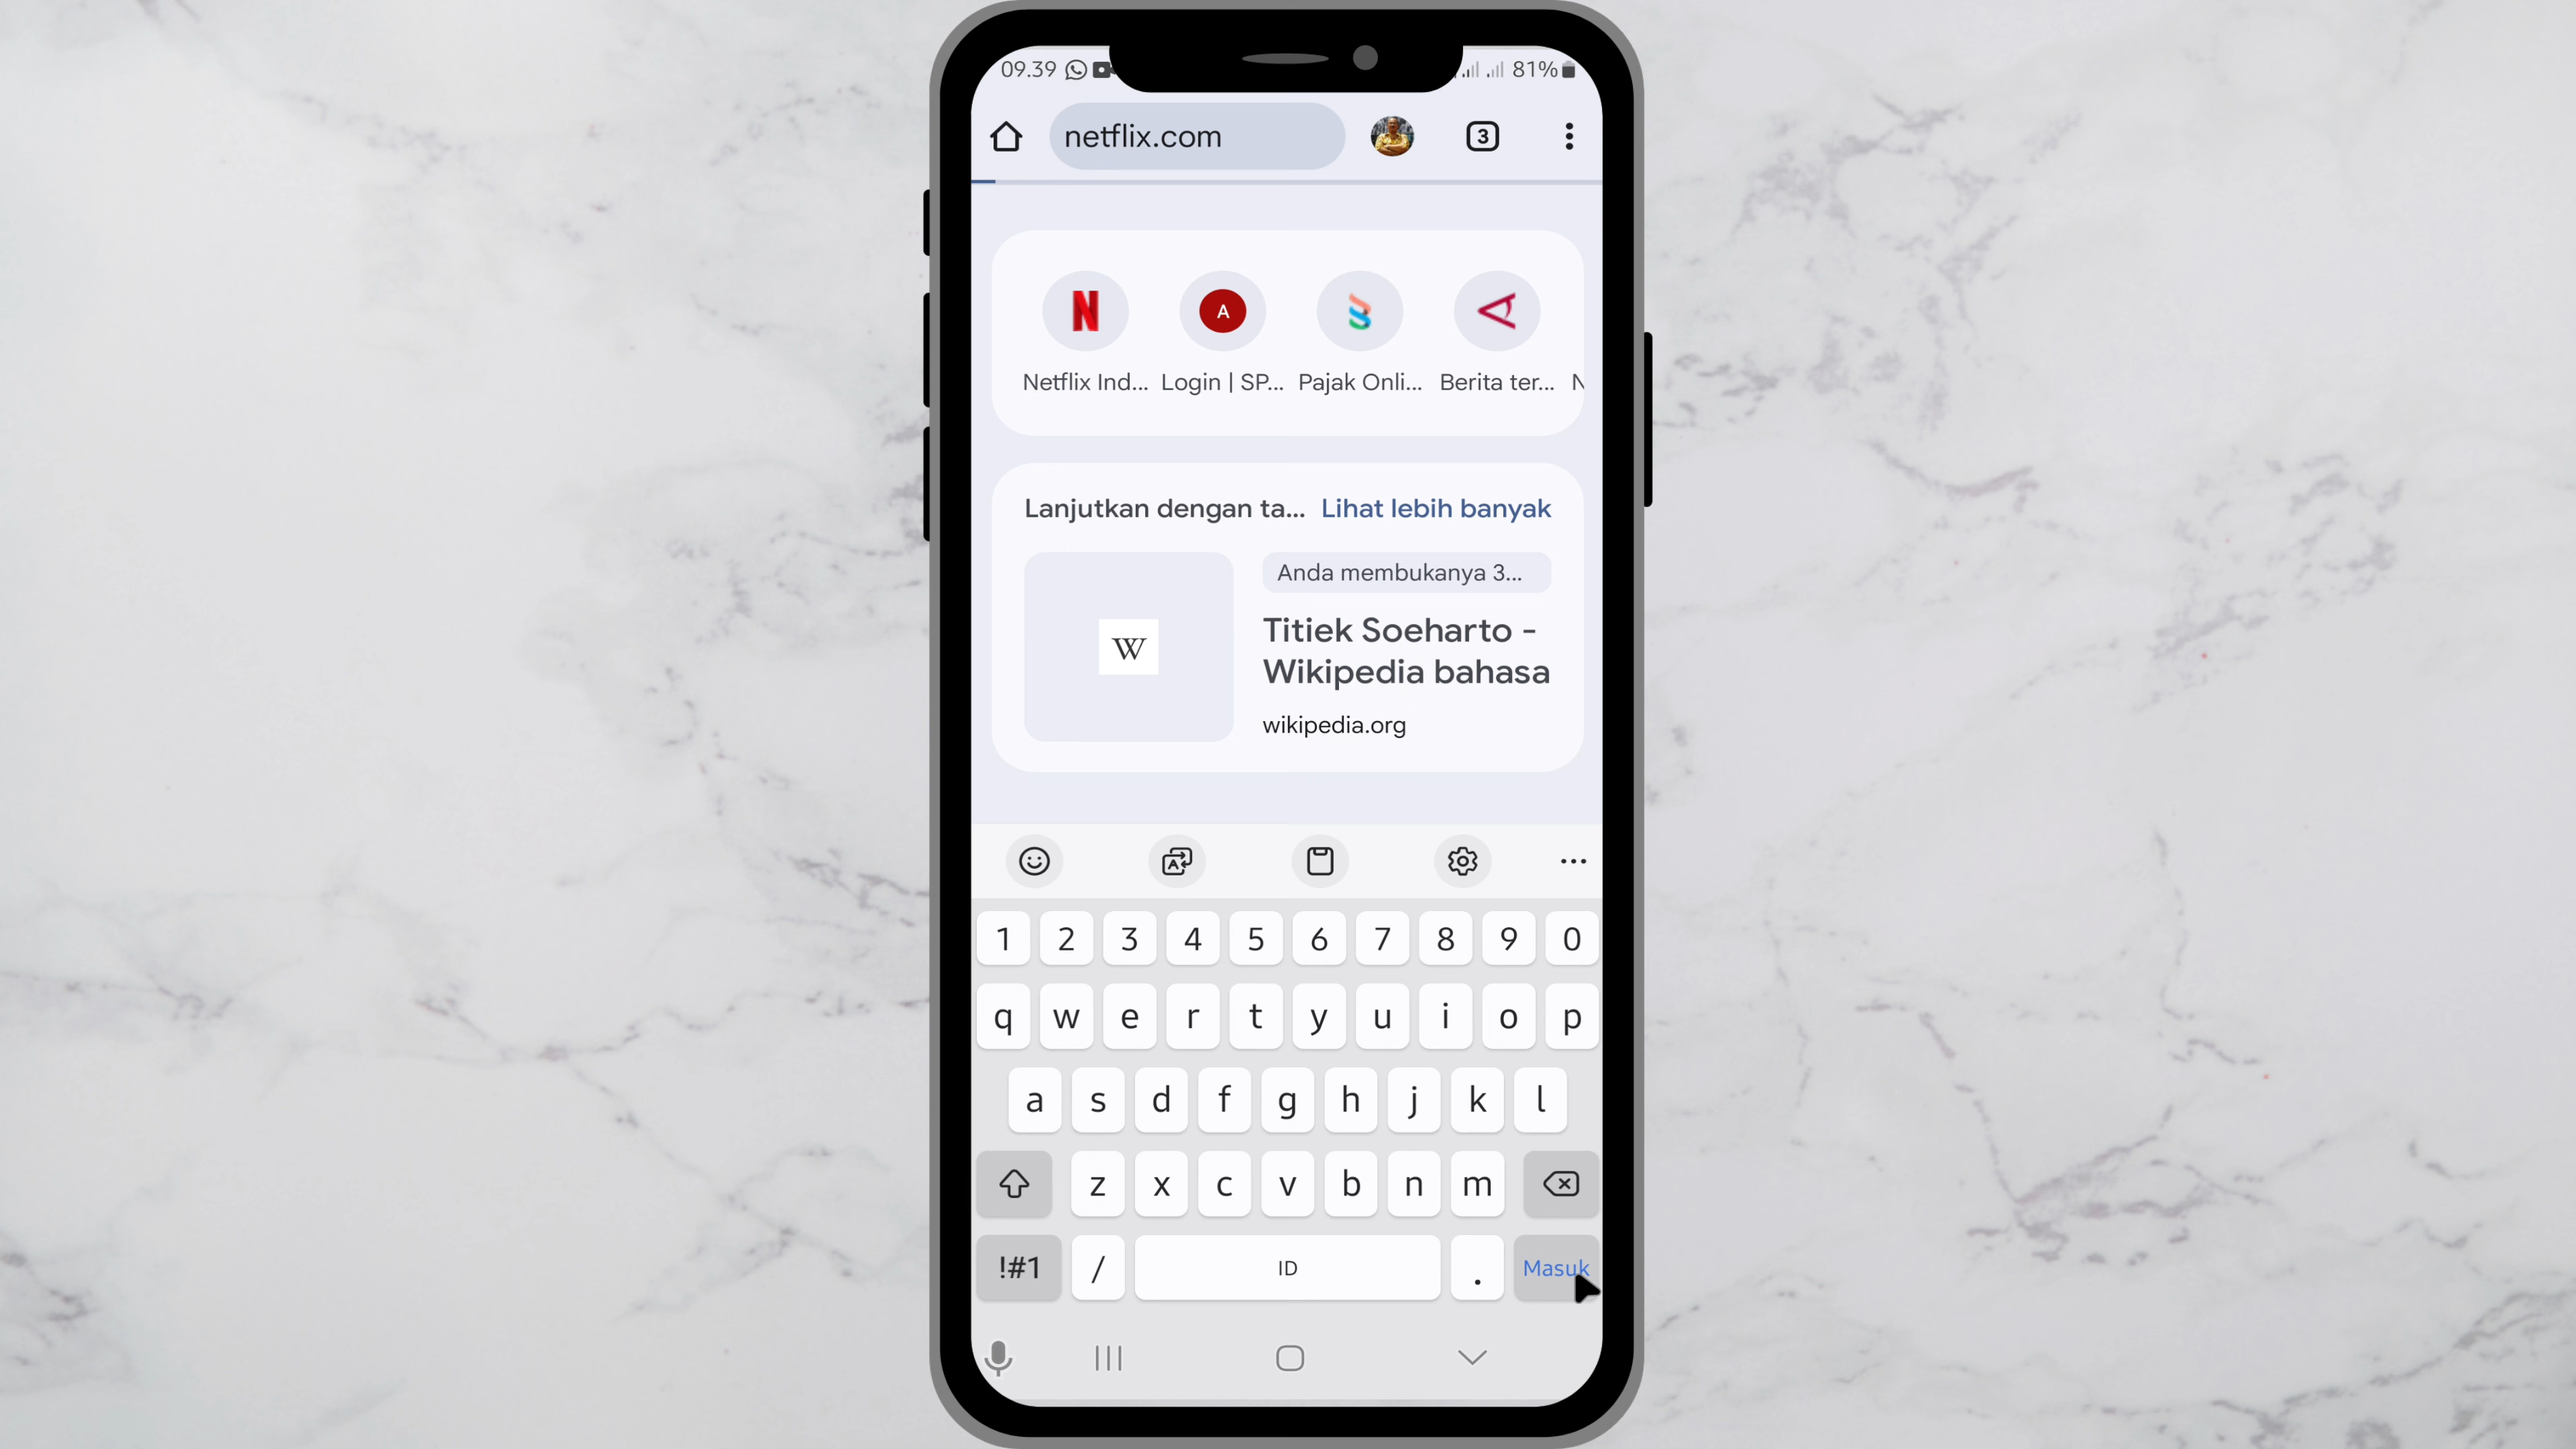 09.39
81%
netflix.com
3
N
A
Netflix Ind...
Login | SP...
Pajak Onli...
Berita ter...
N
Lanjutkan dengan ta...
Lihat lebih banyak
Anda membukanya 3...
W
Titiek Soeharto -
Wikipedia bahasa
wikipedia.org
1 2 3 4 5 6 7 8 9 0
q w e r t y u i o p
a s d f g h j k l
z x c v b n m
!#1 / ID . Masuk